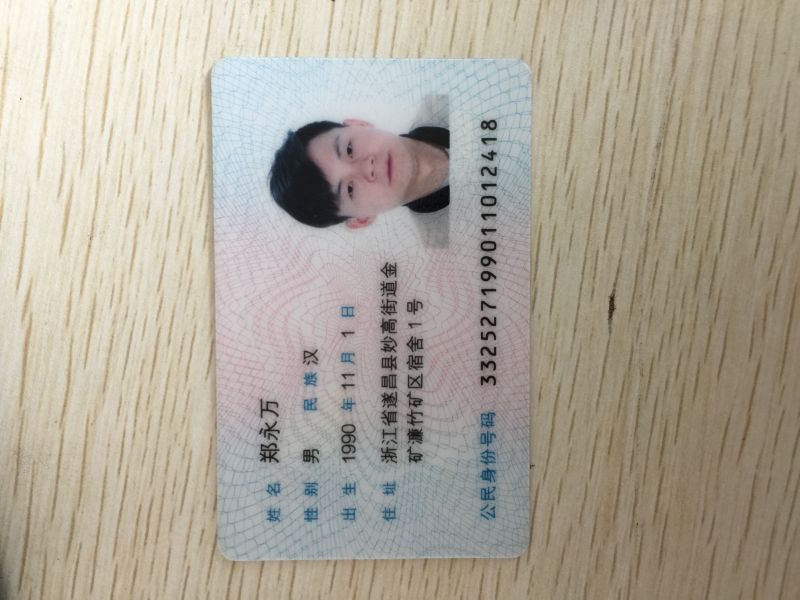 姓名 郑永万
性别 男 民族 汉
出生 1990 年 11 月 1 日
住址 浙江省遂昌县妙高街道金
矿濂竹矿区宿舍1号
公民身份号码 332527199011012418